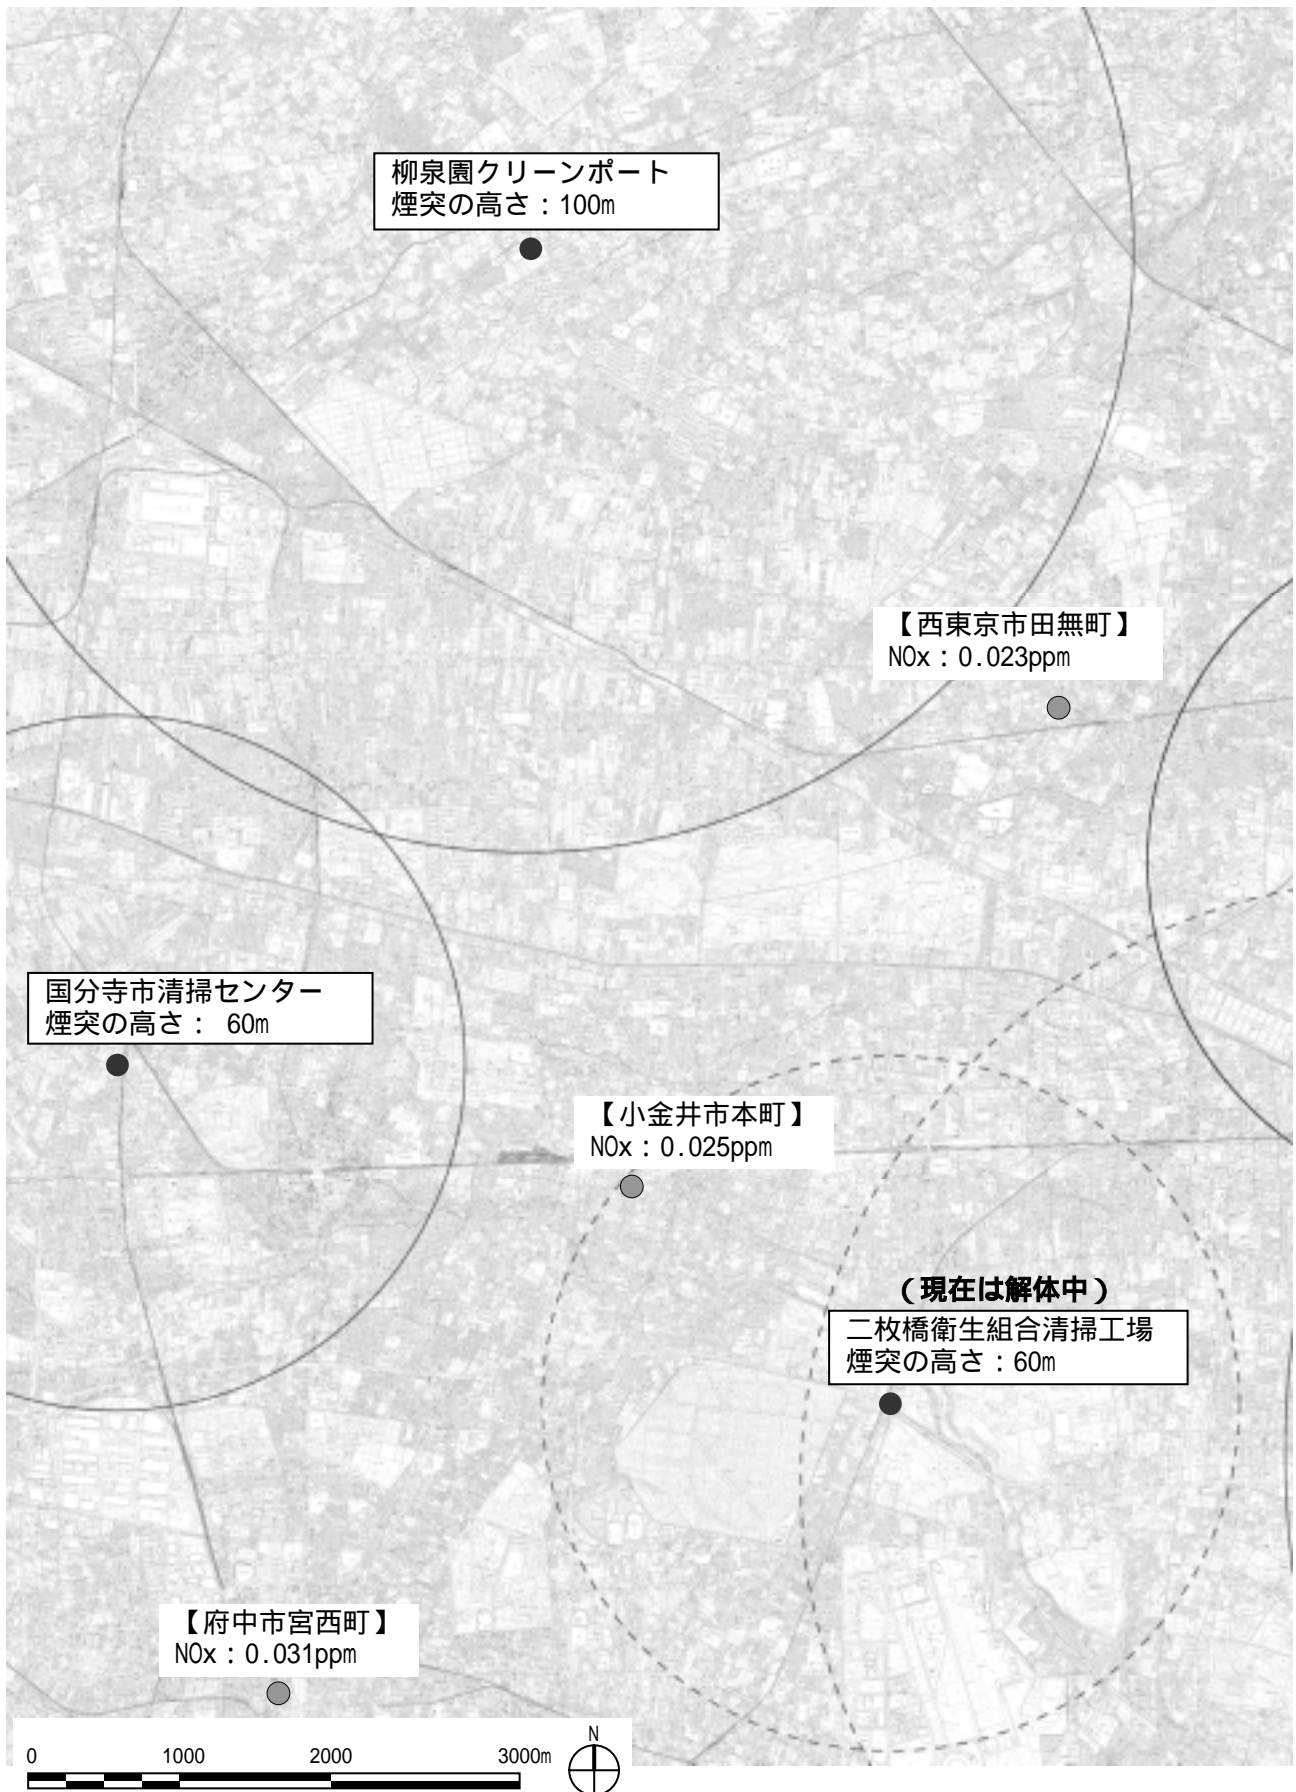 柳泉園クリーンポート
煙突の高さ：100m
【西東京市田無町】
NOx：0.023ppm
国分寺市清掃センター
煙突の高さ： 60m
【小金井市本町】
NOx：0.025ppm
（現在は解体中）
二枚橋衛生組合清掃工場
煙突の高さ：60m
【府中市宮西町】
NOx：0.031ppm
0 1000 2000 3000m
N